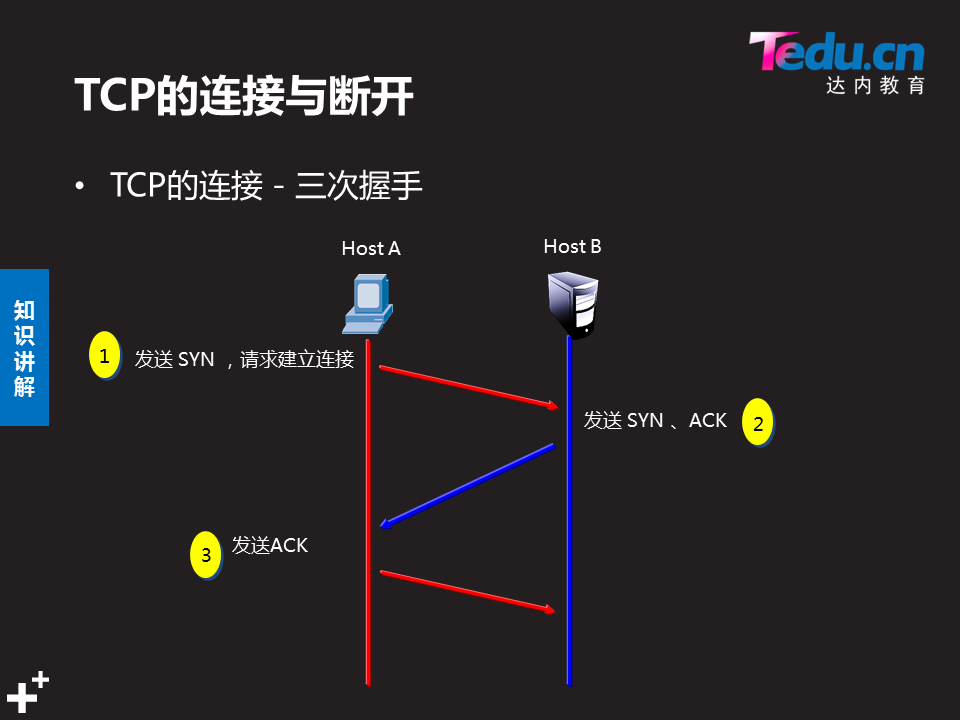 Tedu.cn
达内教育
TCP的连接与断开
• TCP的连接 - 三次握手
Host A
Host B
知识讲解
1
发送 SYN ，请求建立连接
发送 SYN 、ACK
2
3
发送ACK